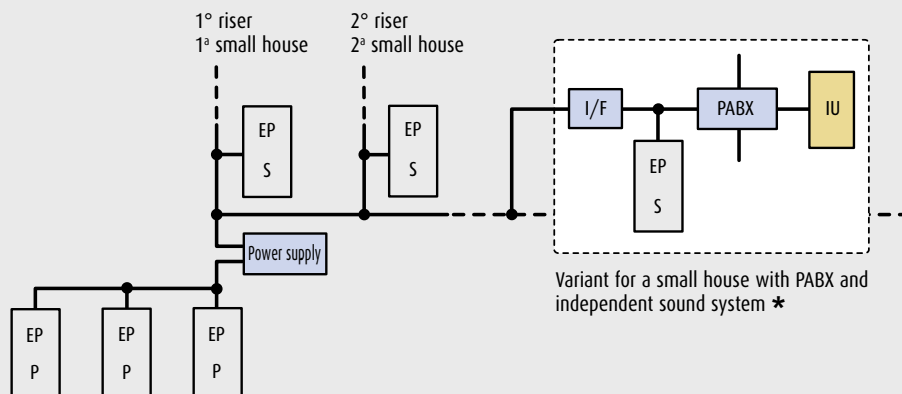 1° riser
1ª small house
2° riser
2ª small house
I/F
PABX
IU
EP
S
EP
S
EP
S
Power supply
Variant for a small house with PABX and
independent sound system *
EP
P
EP
P
EP
P